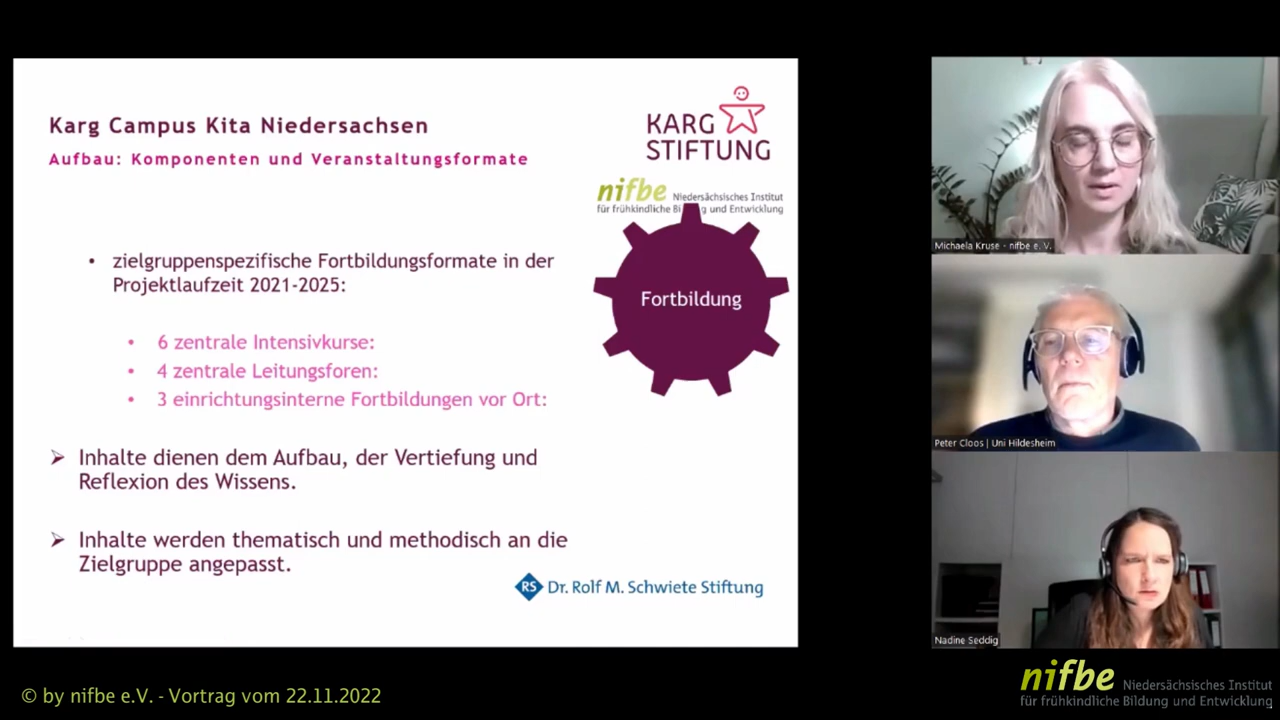 Karg Campus Kita Niedersachsen
Aufbau: Komponenten und Veranstaltungsformate
KARG
STIFTUNG
nifbe Niedersächsisches Institut
für frühkindliche Bildung und Entwicklung
• zielgruppenspezifische Fortbildungsformate in der
Projektlaufzeit 2021-2025:
Fortbildung
• 6 zentrale Intensivkurse:
• 4 zentrale Leitungsforen:
• 3 einrichtungsinterne Fortbildungen vor Ort:
➢ Inhalte dienen dem Aufbau, der Vertiefung und
Reflexion des Wissens.
➢ Inhalte werden thematisch und methodisch an die
Zielgruppe angepasst.
RS Dr. Rolf M. Schwiete Stiftung
Michaela Kruse - nifbe e. V.
Peter Cloos | Uni Hildesheim
Nadine Seddig
© by nifbe e.V. - Vortrag vom 22.11.2022
nifbe Niedersächsisches Institut
für frühkindliche Bildung und Entwicklung